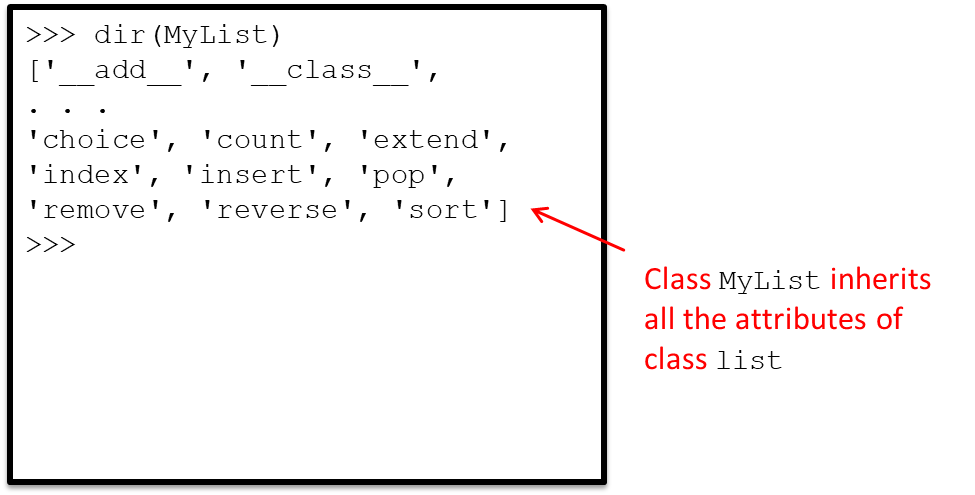 >>> dir(MyList)
['__add__', '__class__',
. . .
'choice', 'count', 'extend',
'index', 'insert', 'pop',
'remove', 'reverse', 'sort']
>>>
Class MyList inherits
all the attributes of
class list